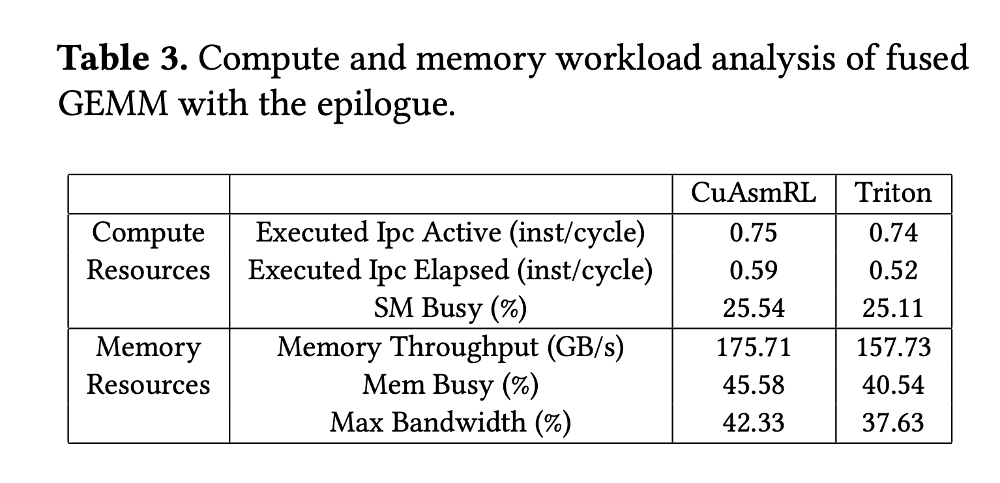 Table 3. Compute and memory workload analysis of fused
GEMM with the epilogue.
CuAsmRL Triton
Compute Executed Ipc Active (inst/cycle) 0.75 0.74
Resources Executed Ipc Elapsed (inst/cycle) 0.59 0.52
SM Busy (%) 25.54 25.11
Memory Memory Throughput (GB/s) 175.71 157.73
Resources Mem Busy (%) 45.58 40.54
Max Bandwidth (%) 42.33 37.63